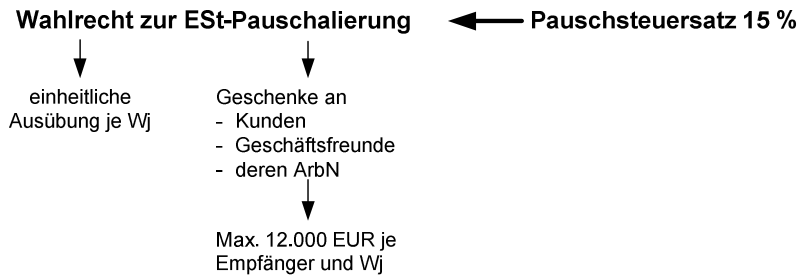 Wahlrecht zur ESt-Pauschalierung
Pauschsteuersatz 15 %
einheitliche
Ausübung je Wj
Geschenke an
- Kunden
- Geschäftsfreunde
- deren ArbN
Max. 12.000 EUR je
Empfänger und Wj